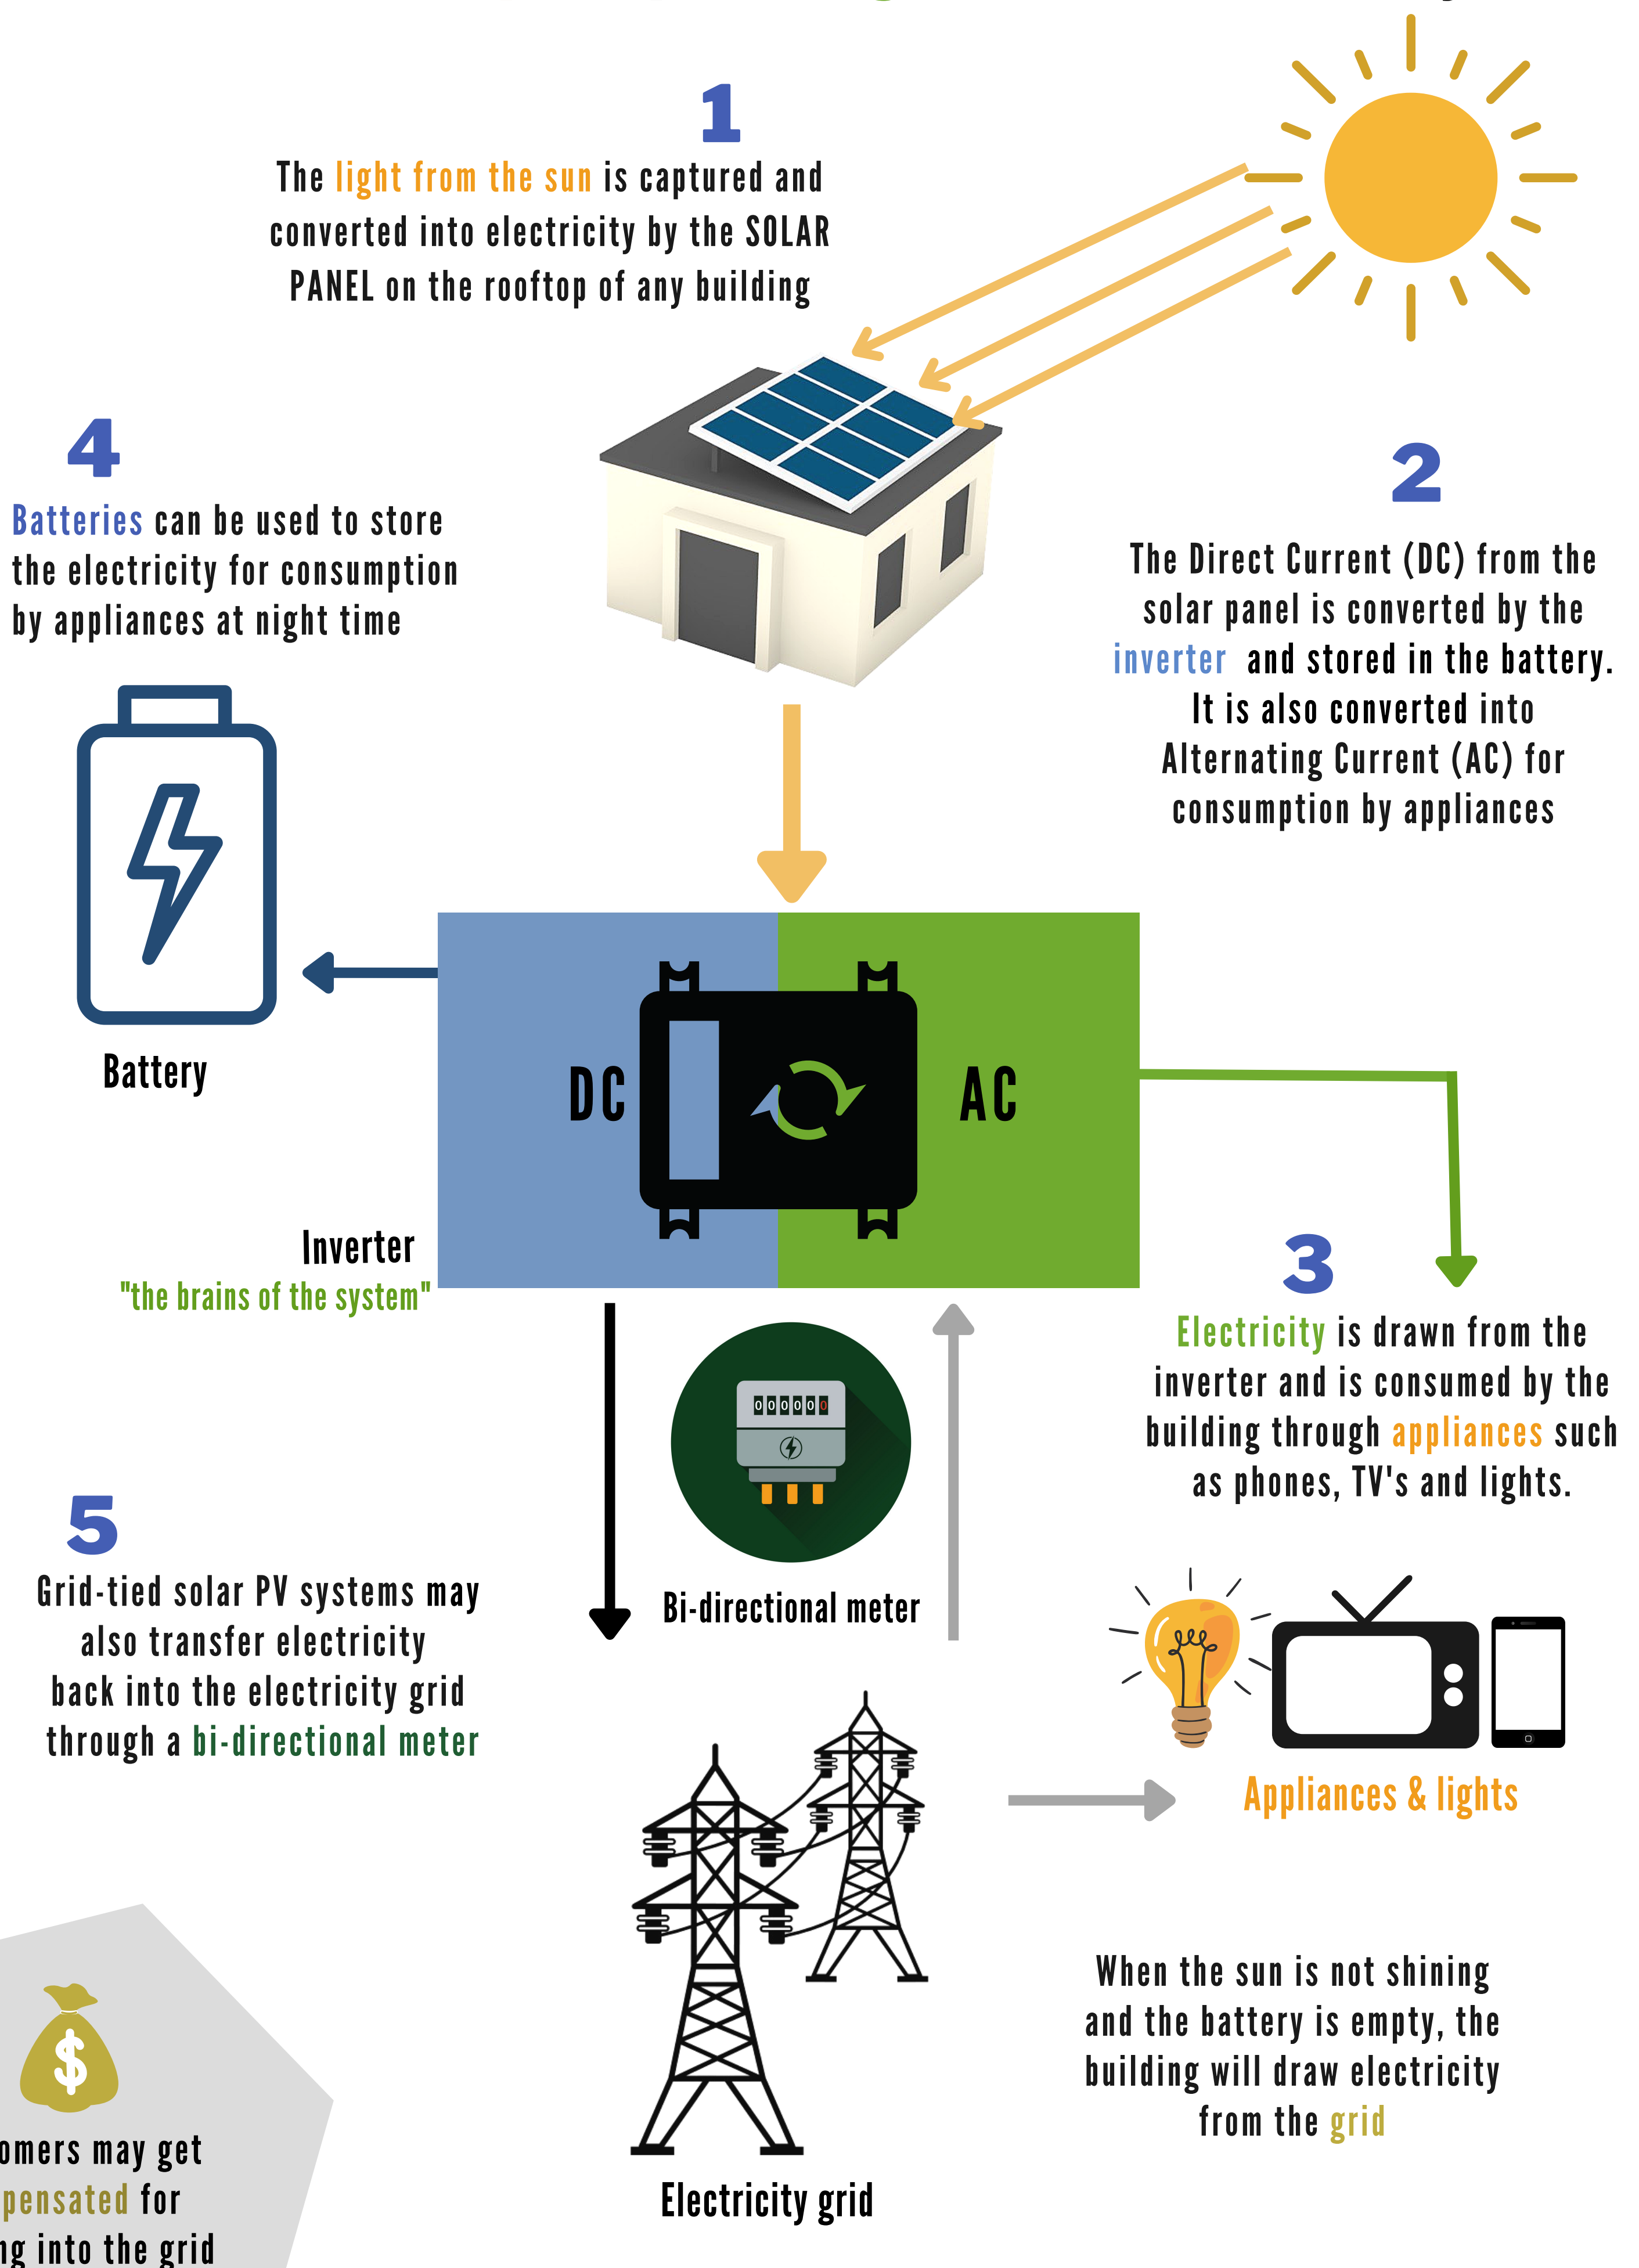 1
The light from the sun is captured and
converted into electricity by the SOLAR
PANEL on the rooftop of any building
4
Batteries can be used to store
the electricity for consumption
by appliances at night time
2
The Direct Current (DC) from the
solar panel is converted by the
inverter and stored in the battery.
It is also converted into
Alternating Current (AC) for
consumption by appliances
Battery
DC
AC
Inverter
"the brains of the system"
3
Electricity is drawn from the
inverter and is consumed by the
building through appliances such
as phones, TV's and lights.
000000
Bi-directional meter
5
Grid-tied solar PV systems may
also transfer electricity
back into the electricity grid
through a bi-directional meter
Appliances & lights
When the sun is not shining
and the battery is empty, the
building will draw electricity
from the grid
$
omers may get
pensated for
ng into the grid
Electricity grid